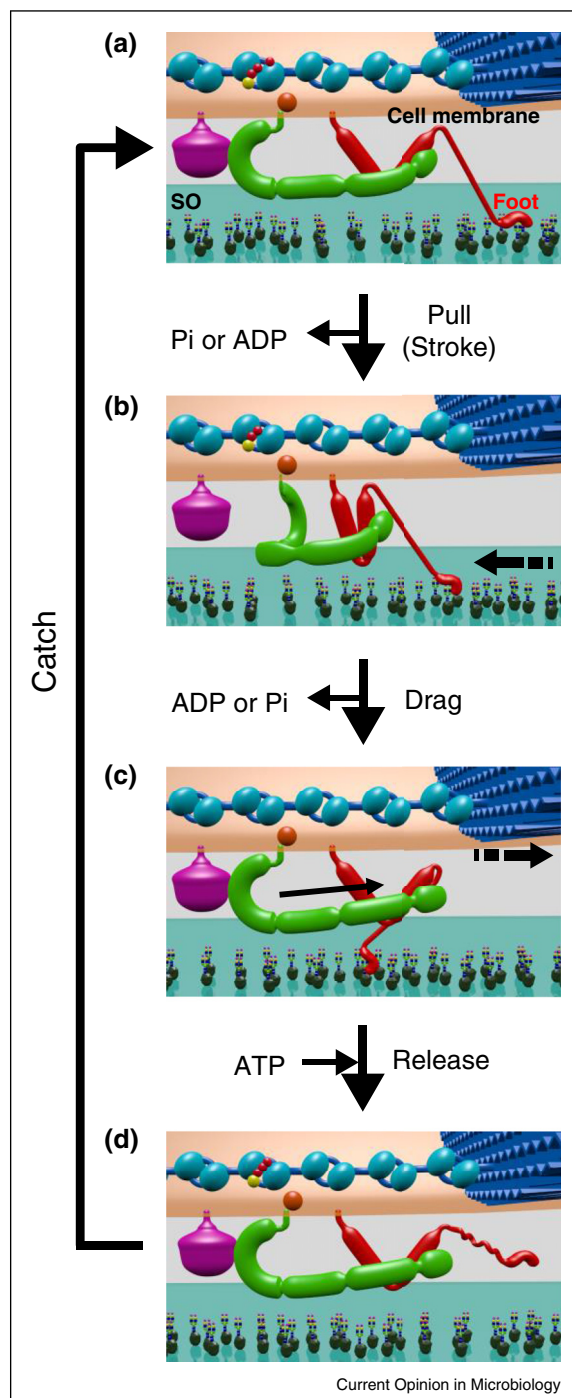 (a)
Cell membrane
SO
Foot
Pi or ADP
Pull
(Stroke)
(b)
Catch
ADP or Pi
Drag
(c)
ATP
Release
(d)
Current Opinion in Microbiology